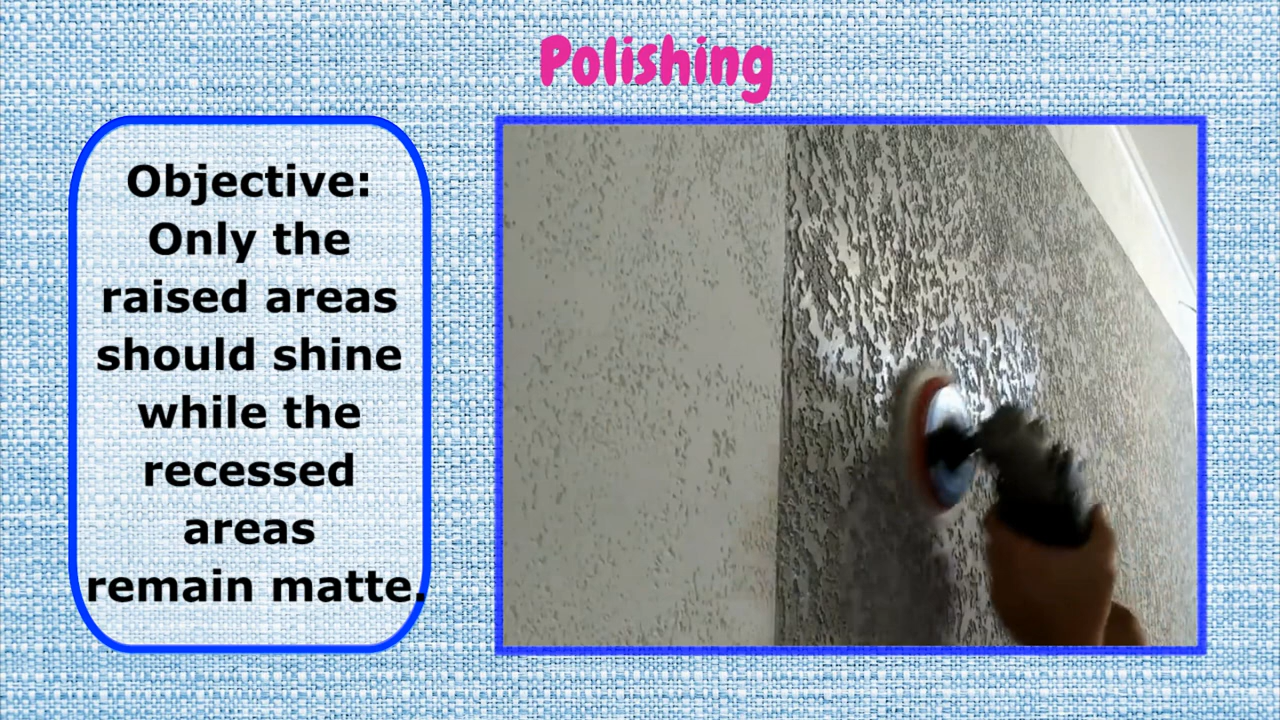 Polishing
Objective:
Only the
raised areas
should shine
while the
recessed
areas
remain matte.